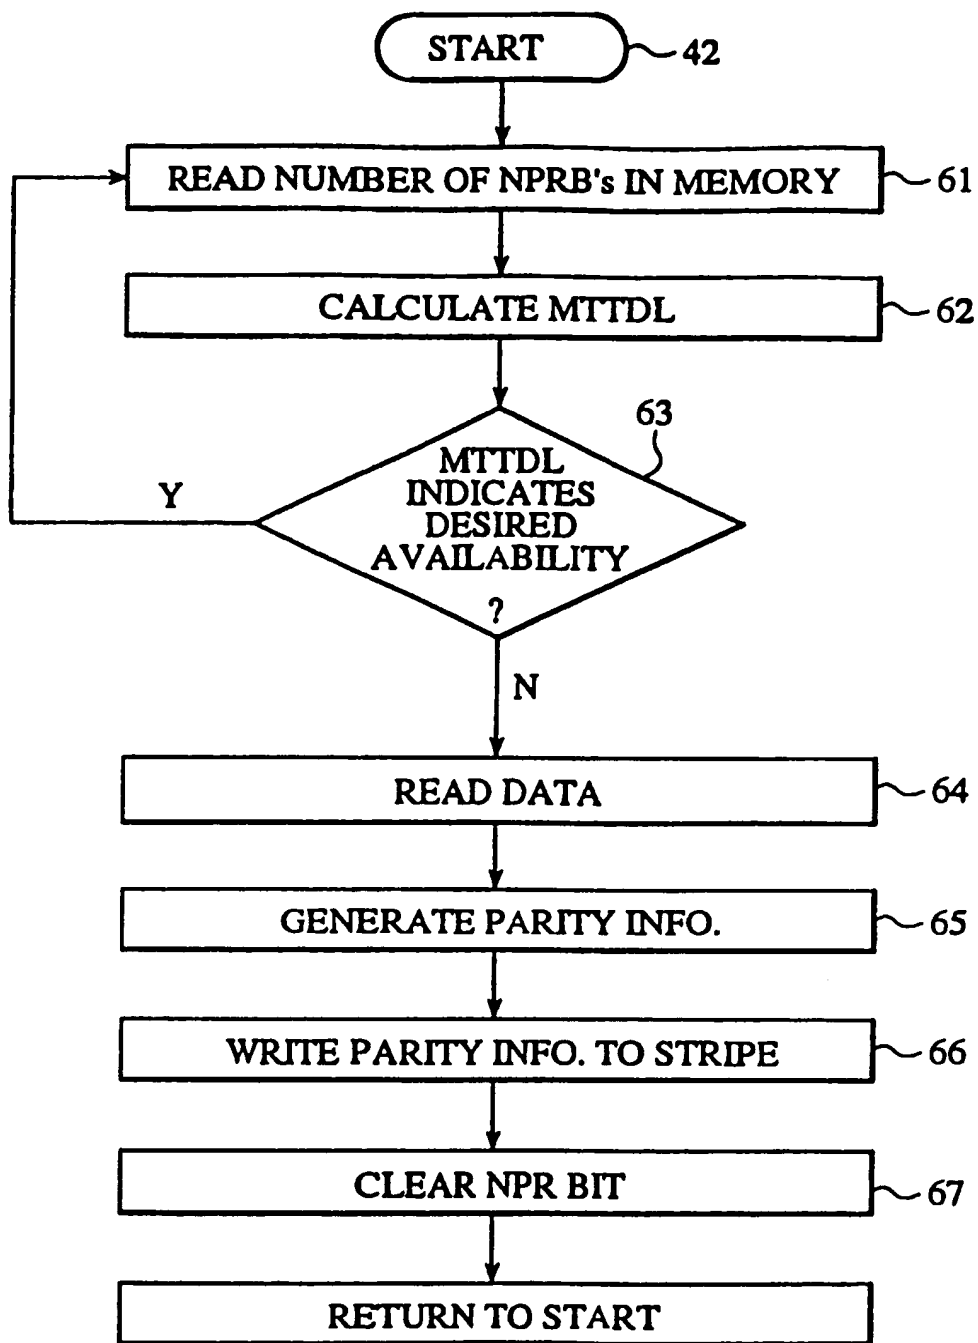 START
42
READ NUMBER OF NPRB's IN MEMORY
61
CALCULATE MTTDL
62
63
MTTDL
INDICATES
DESIRED
AVAILABILITY
?
Y
N
READ DATA
64
GENERATE PARITY INFO.
65
WRITE PARITY INFO. TO STRIPE
66
CLEAR NPR BIT
67
RETURN TO START